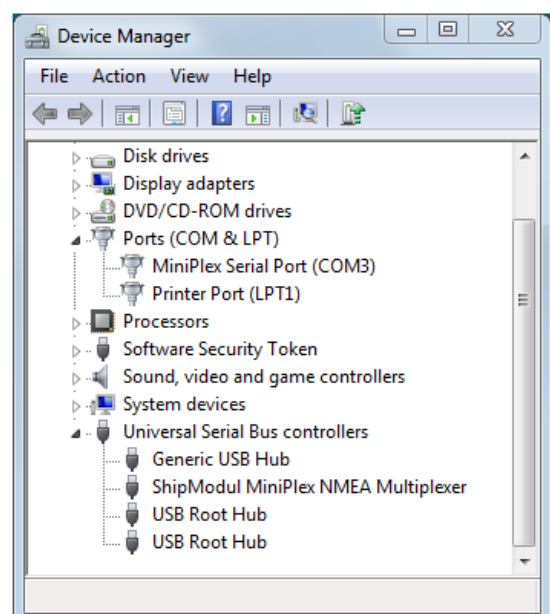 Device Manager
File Action View Help
Disk drives
Display adapters
DVD/CD-ROM drives
Ports (COM & LPT)
MiniPlex Serial Port (COM3)
Printer Port (LPT1)
Processors
Software Security Token
Sound, video and game controllers
System devices
Universal Serial Bus controllers
Generic USB Hub
ShipModul MiniPlex NMEA Multiplexer
USB Root Hub
USB Root Hub